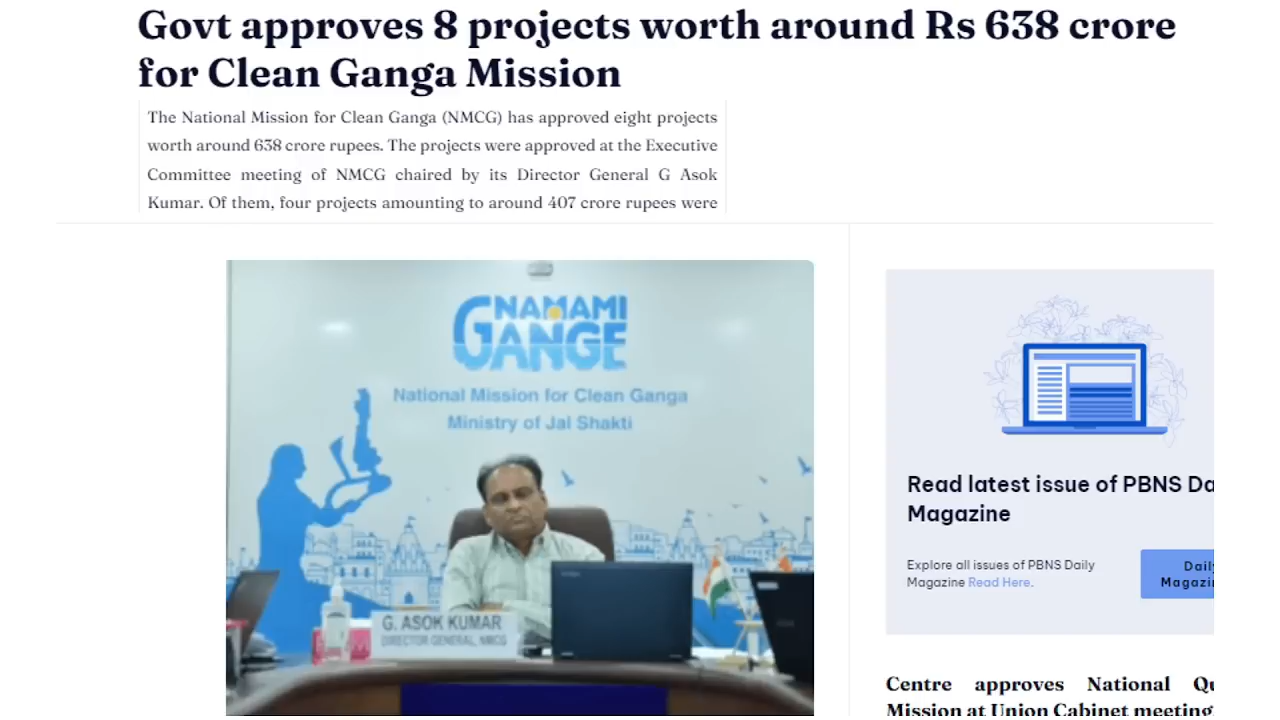 Govt approves 8 projects worth around Rs 638 crore
for Clean Ganga Mission
The National Mission for Clean Ganga (NMCG) has approved eight projects
worth around 638 crore rupees. The projects were approved at the Executive
Committee meeting of NMCG chaired by its Director General G Asok
Kumar. Of them, four projects amounting to around 407 crore rupees were
NAMAMI
GANGE
National Mission for Clean Ganga
Ministry of Jal Shakti
G. ASOK KUMAR
DIRECTOR GENERAL, NMCG
Read latest issue of PBNS Da
Magazine
Explore all issues of PBNS Daily
Magazine Read Here.
Daily
Magazin
Centre approves National Qu
Mission at Union Cabinet meeting